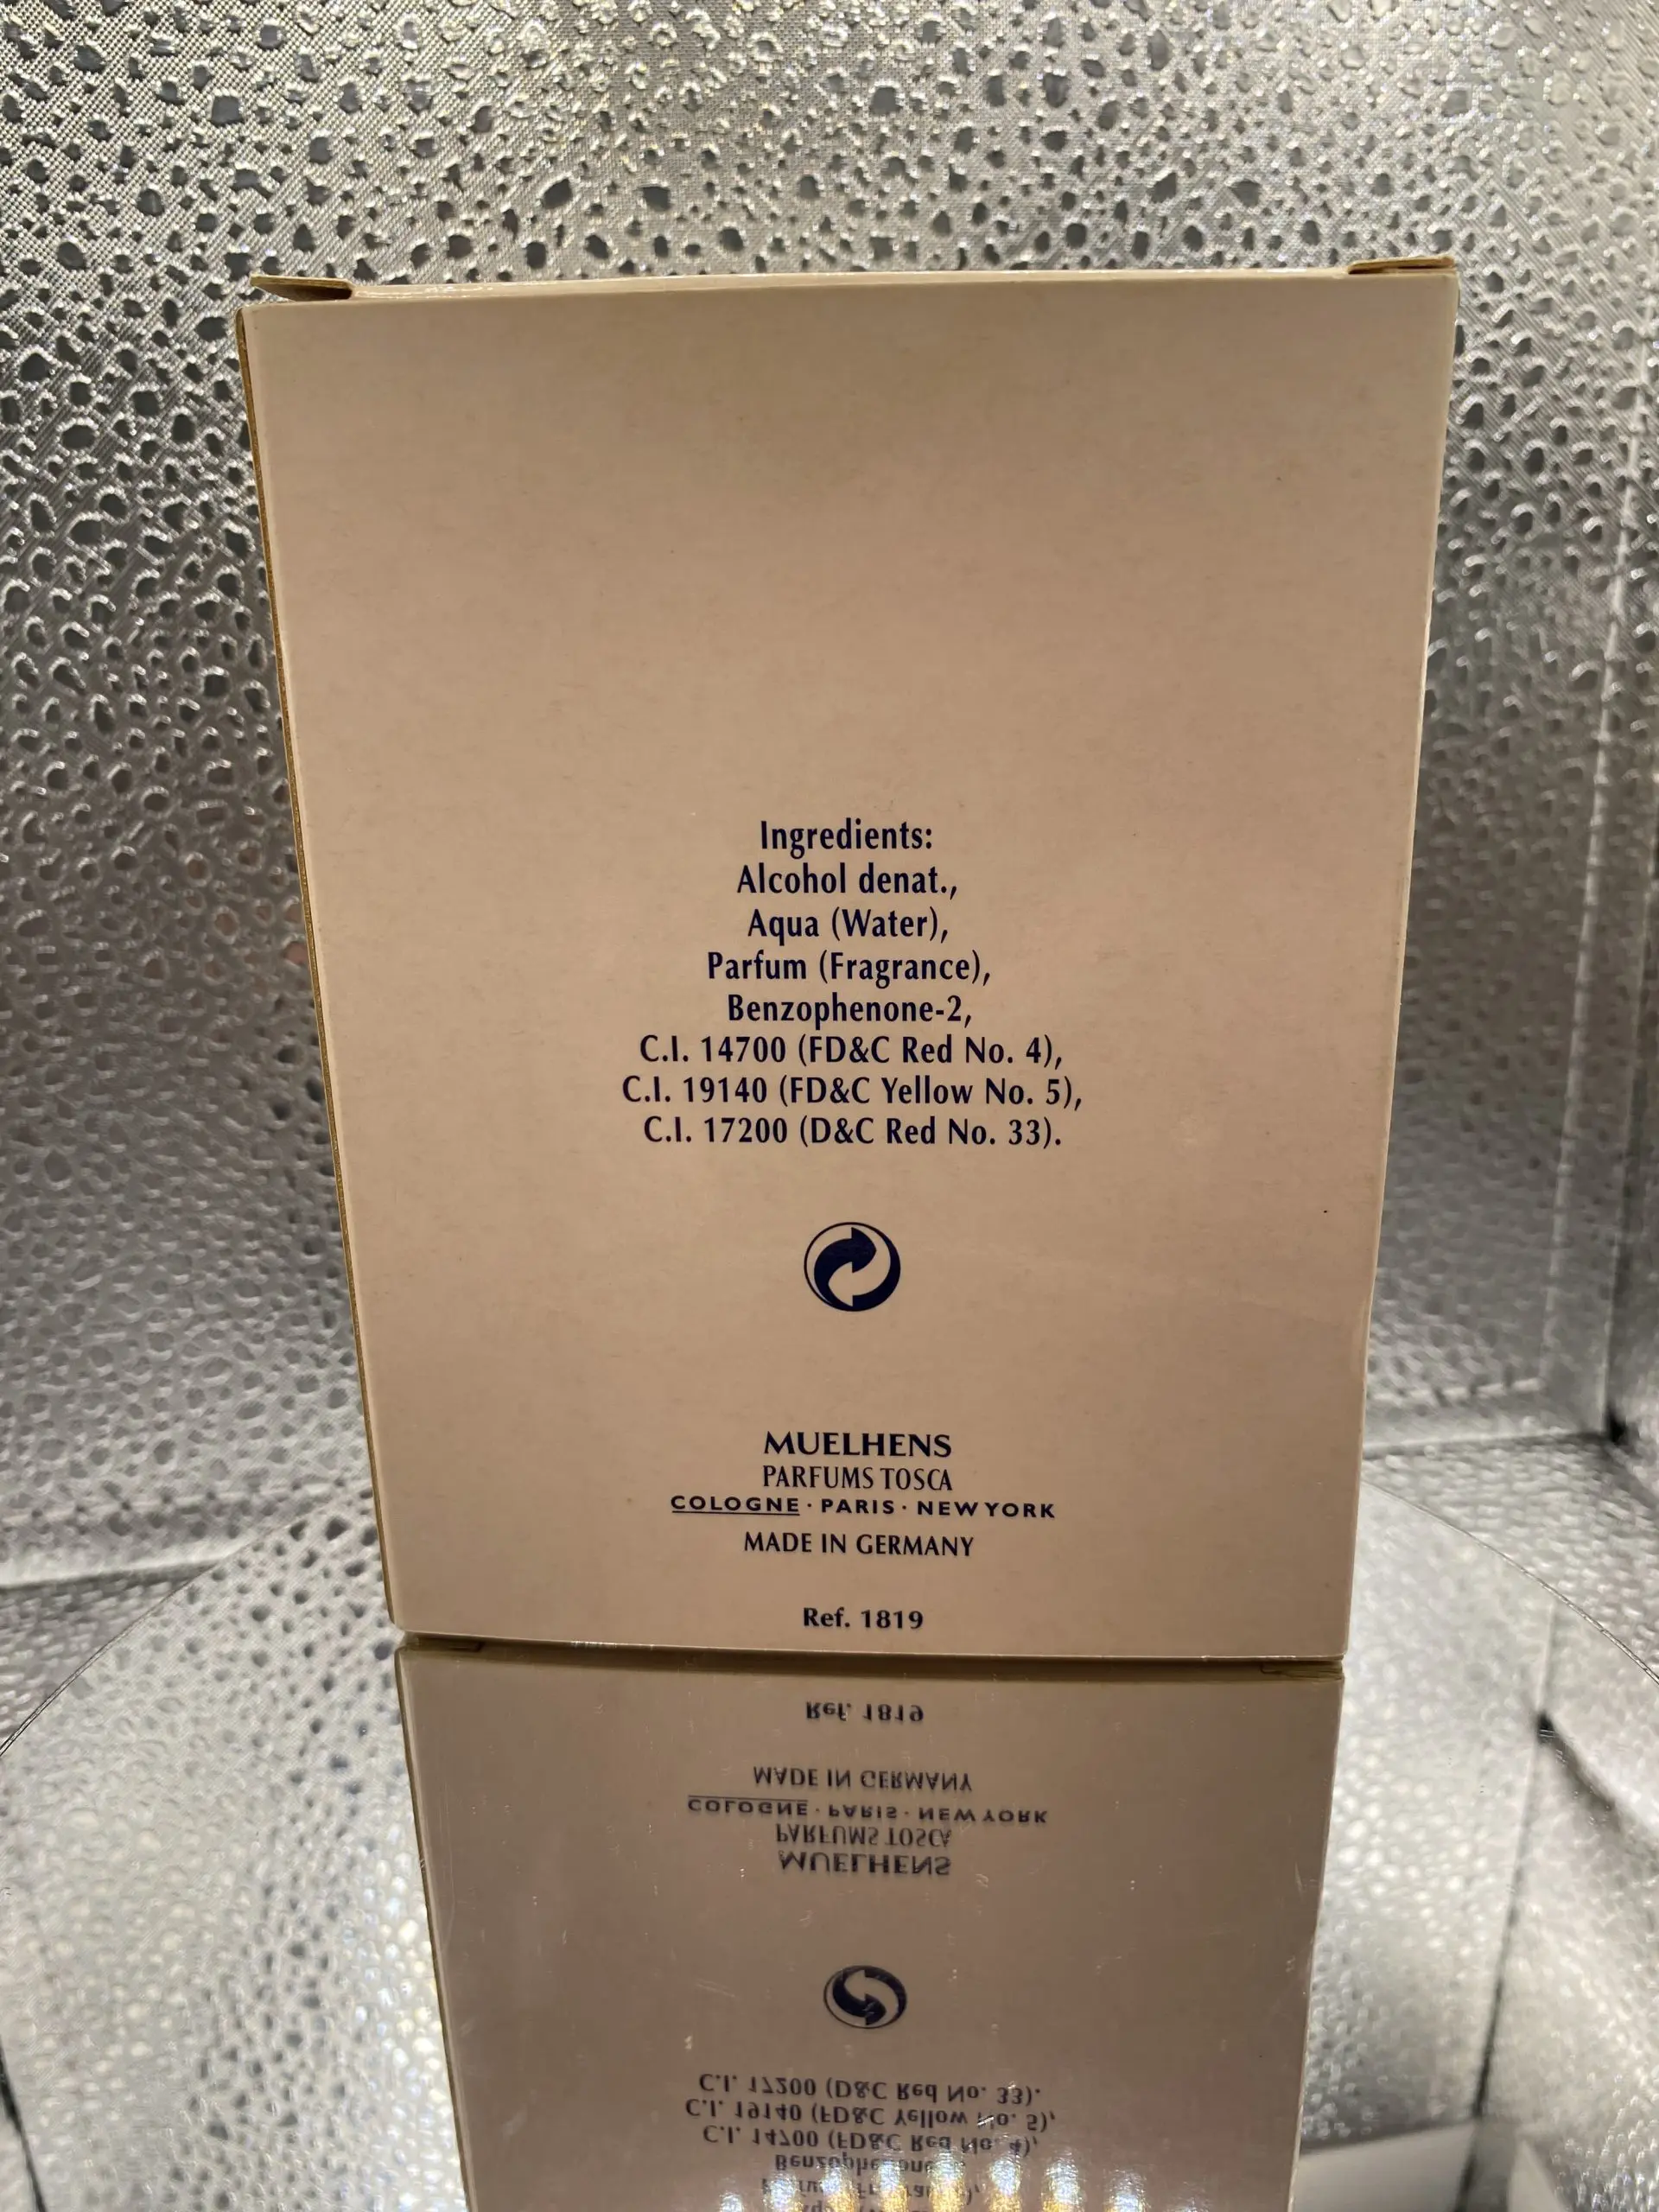 Ingredients:
Alcohol denat.,
Aqua (Water),
Parfum (Fragrance),
Benzophenone-2,
C.I. 14700 (FD&C Red No. 4),
C.I. 19140 (FD&C Yellow No. 5),
C.I. 17200 (D&C Red No. 33).
MUELHENS
PARFUMS TOSCA
COLOGNE · PARIS · NEW YORK
MADE IN GERMANY
Ref. 1819